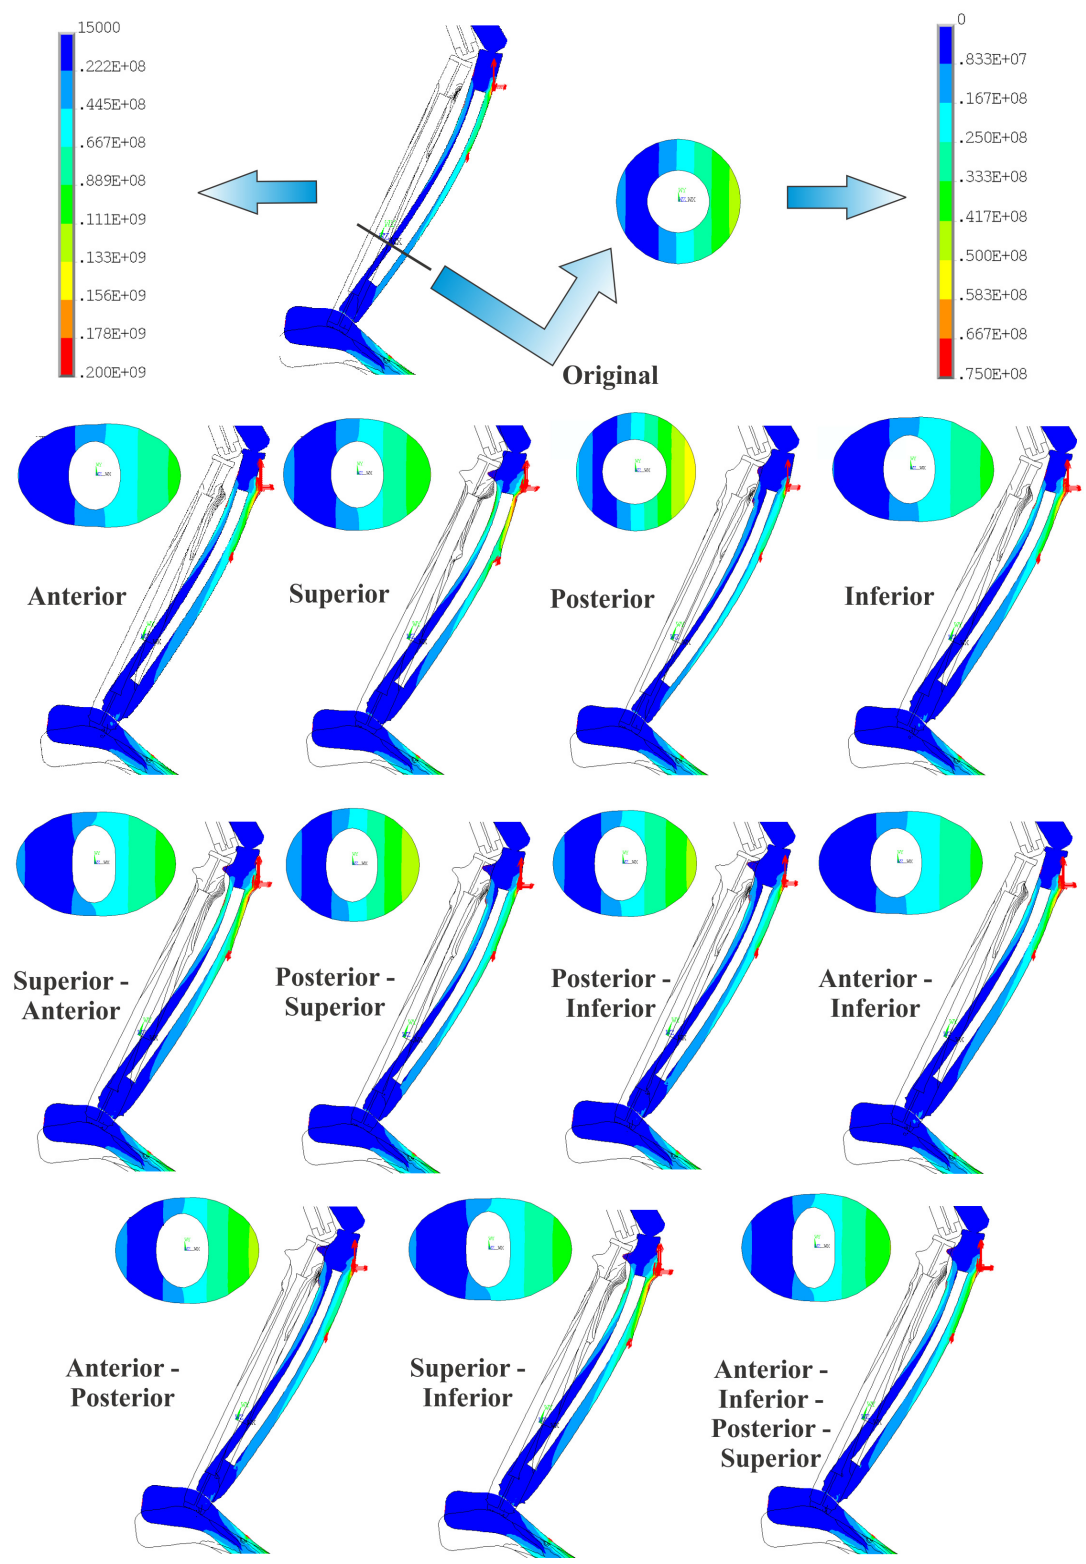 15000
.222E+08
.445E+08
.667E+08
.889E+08
.111E+09
.133E+09
.156E+09
.178E+09
.200E+09
0
.833E+07
.167E+08
.250E+08
.333E+08
.417E+08
.500E+08
.583E+08
.667E+08
.750E+08
Original
Anterior
Superior
Posterior
Inferior
Superior -
Anterior
Posterior -
Superior
Posterior -
Inferior
Anterior -
Inferior
Anterior -
Posterior
Superior -
Inferior
Anterior -
Inferior -
Posterior -
Superior